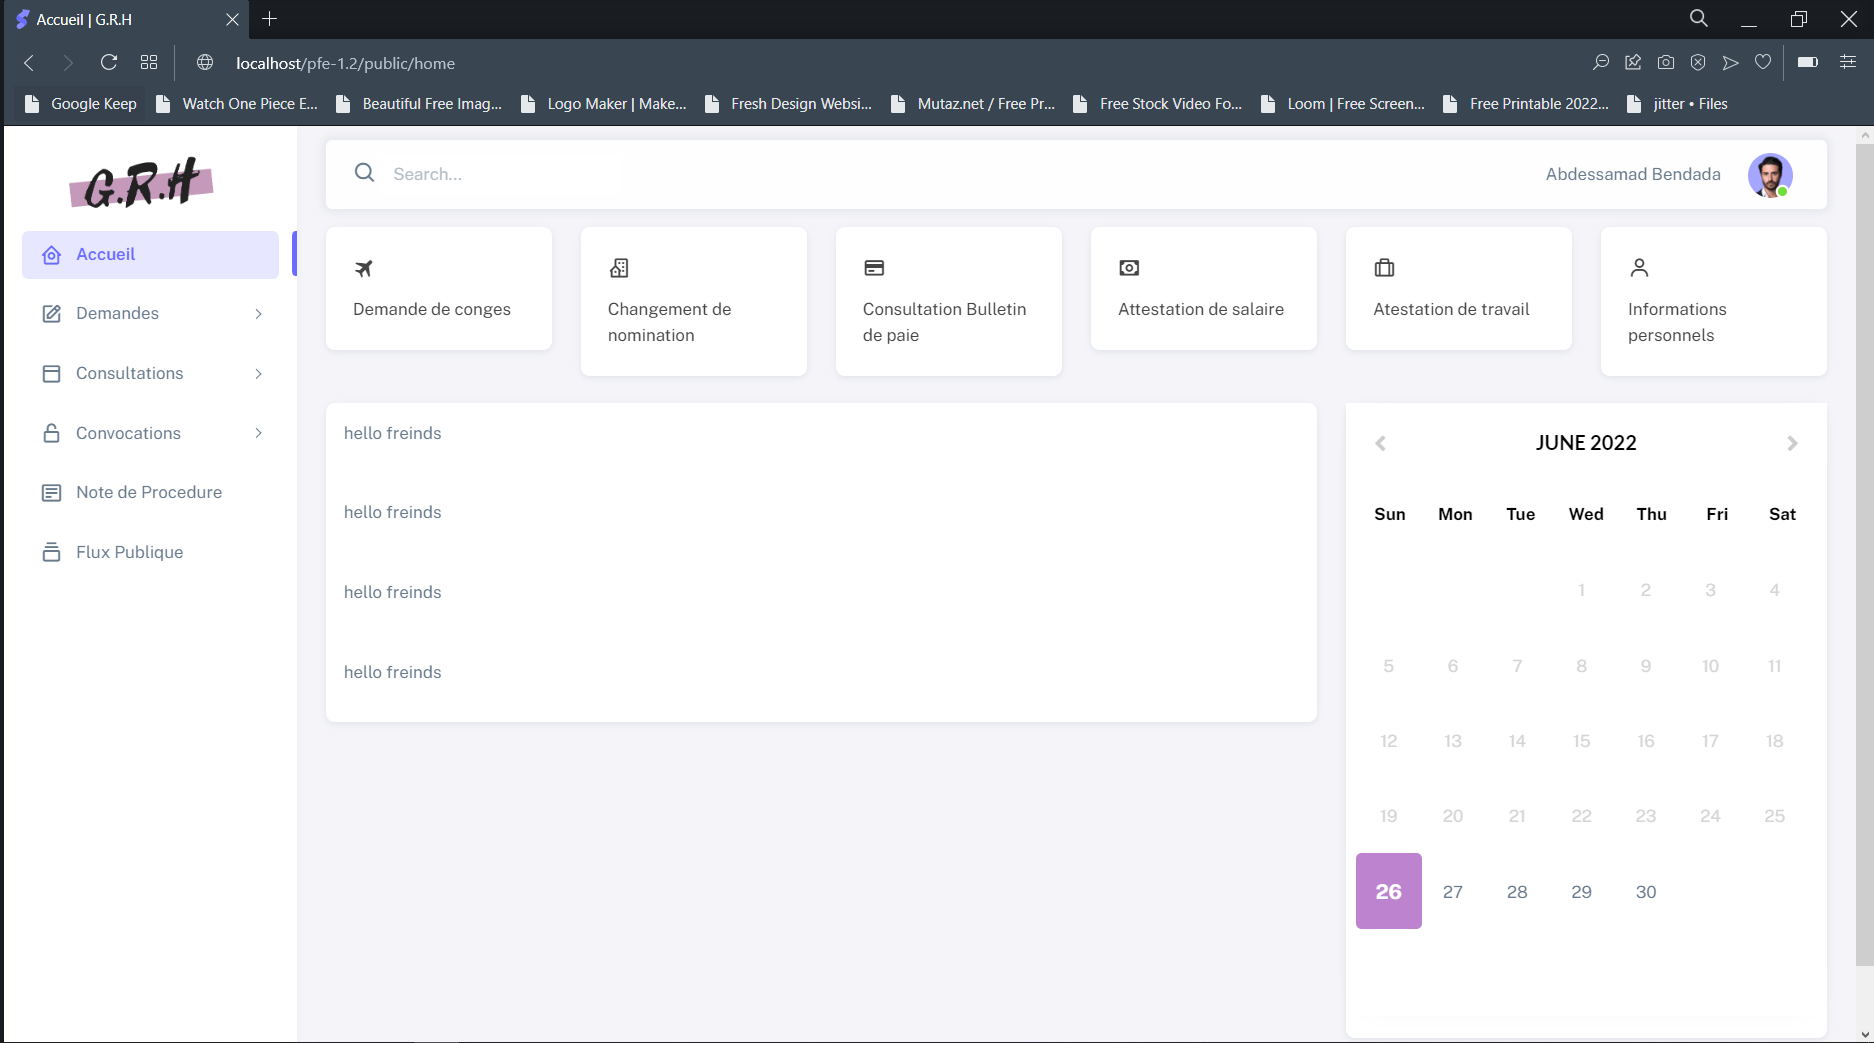 Accueil | G.R.H
localhost/pfe-1.2/public/home
Google Keep
Watch One Piece E...
Beautiful Free Imag...
Logo Maker | Make...
Fresh Design Websi...
Mutaz.net / Free Pr...
Free Stock Video Fo...
Loom | Free Screen...
Free Printable 2022...
jitter • Files
G.R.H
Search...
Abdessamad Bendada
Accueil
Demandes
Consultations
Convocations
Note de Procedure
Flux Publique
Demande de conges
Changement de
nomination
Consultation Bulletin
de paie
Attestation de salaire
Atestation de travail
Informations
personnels
hello freinds
hello freinds
hello freinds
hello freinds
JUNE 2022
Sun Mon Tue Wed Thu Fri Sat
1 2 3 4
5 6 7 8 9 10 11
12 13 14 15 16 17 18
19 20 21 22 23 24 25
26 27 28 29 30